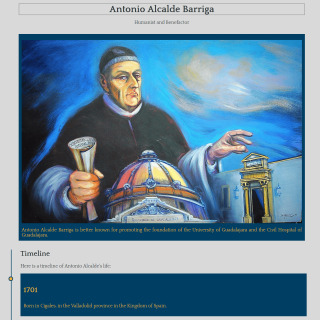 Antonio Alcalde Barriga
Humanist and Benefactor
Antonio Alcalde Barriga is better known for promoting the foundation of the University of Guadalajara and the Civil Hospital of
Guadalajara.
Timeline
Here is a timeline of Antonio Alcalde's life:
1701
Born in Cigales, in the Valladolid province in the Kingdom of Spain.